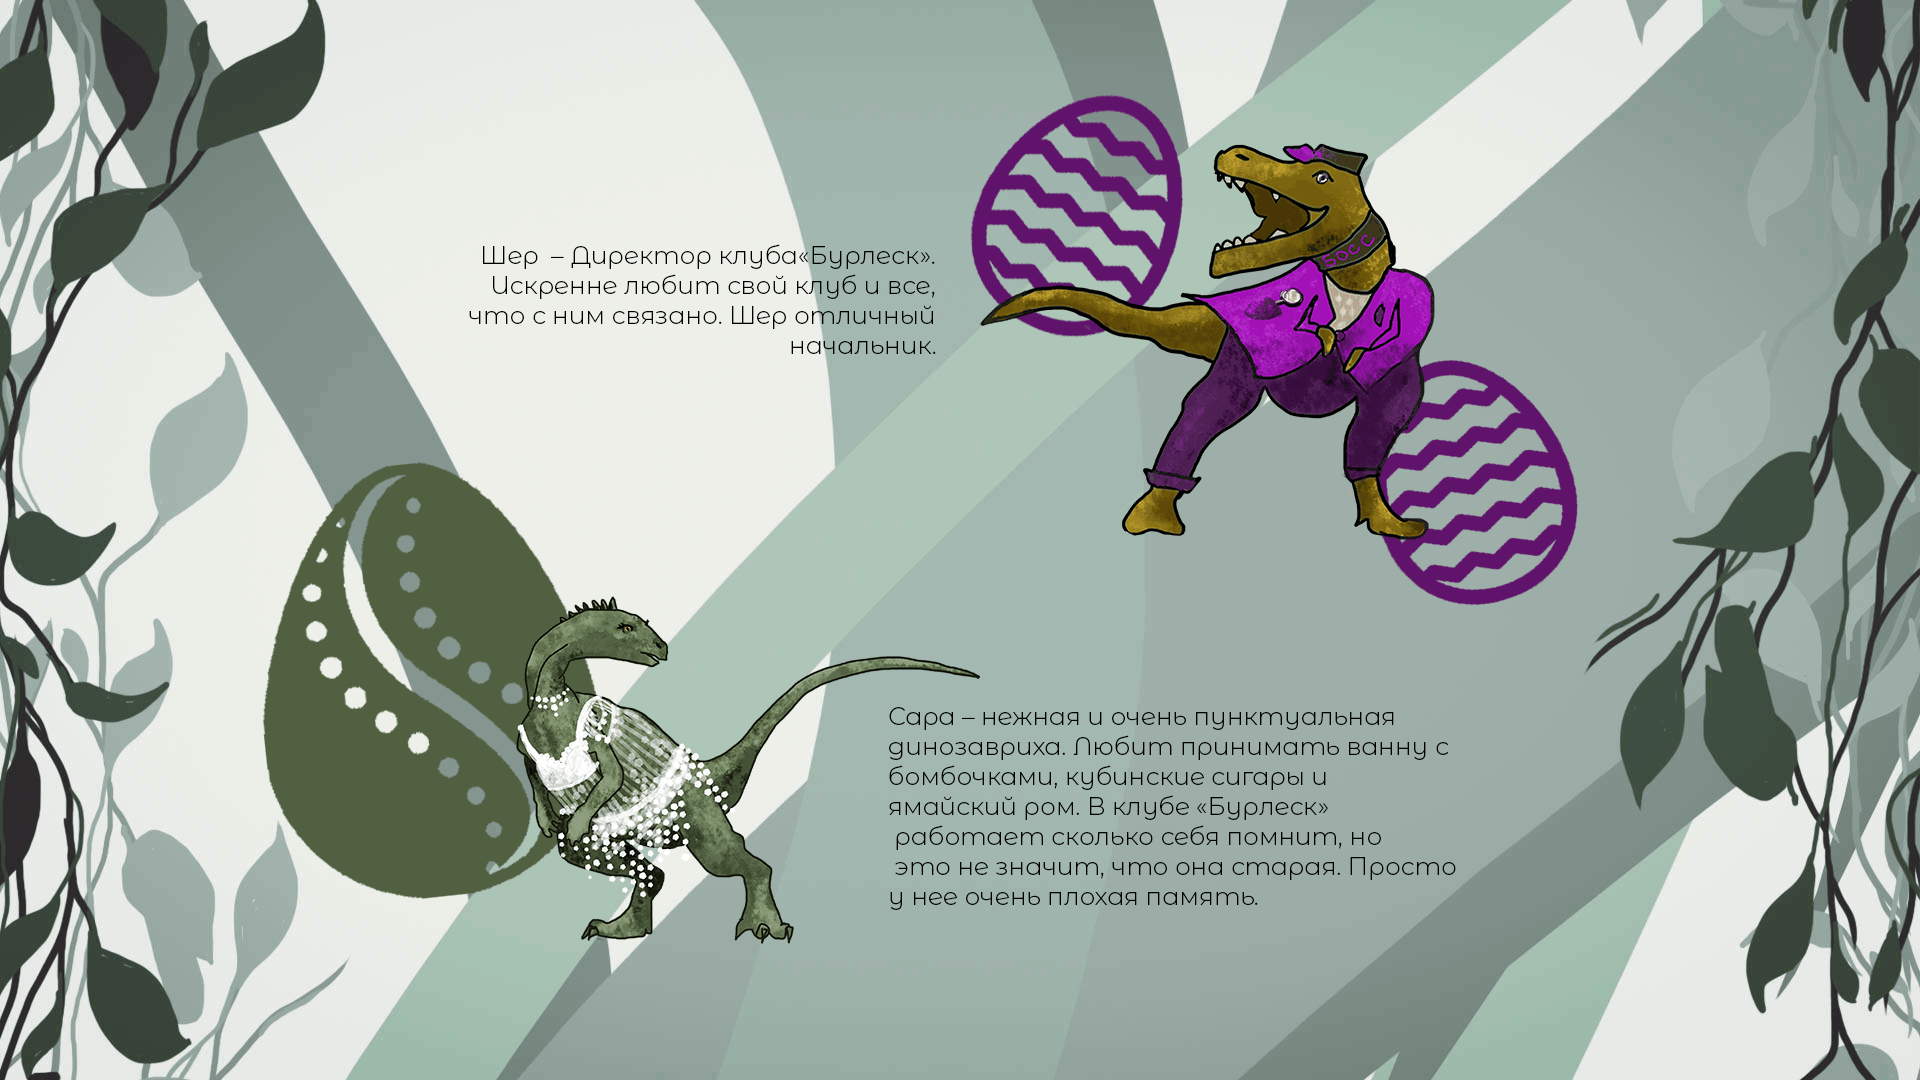 Шер – Директор клуба«Бурлеск».
Искренне любит свой клуб и все,
что с ним связано. Шер отличный
начальник.
БОСС
Сара – нежная и очень пунктуальная
динозавриха. Любит принимать ванну с
бомбочками, кубинские сигары и
ямайский ром. В клубе «Бурлеск»
работает сколько себя помнит, но
это не значит, что она старая. Просто
у нее очень плохая память.